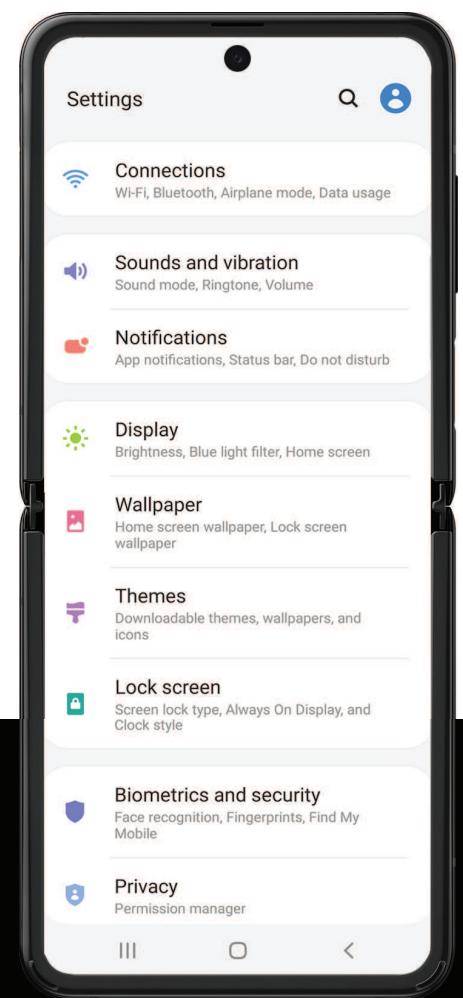 Settings
Connections
Wi-Fi, Bluetooth, Airplane mode, Data usage
Sounds and vibration
Sound mode, Ringtone, Volume
Notifications
App notifications, Status bar, Do not disturb
Display
Brightness, Blue light filter, Home screen
Wallpaper
Home screen wallpaper, Lock screen
wallpaper
Themes
Downloadable themes, wallpapers, and
icons
Lock screen
Screen lock type, Always On Display, and
Clock style
Biometrics and security
Face recognition, Fingerprints, Find My
Mobile
Privacy
Permission manager